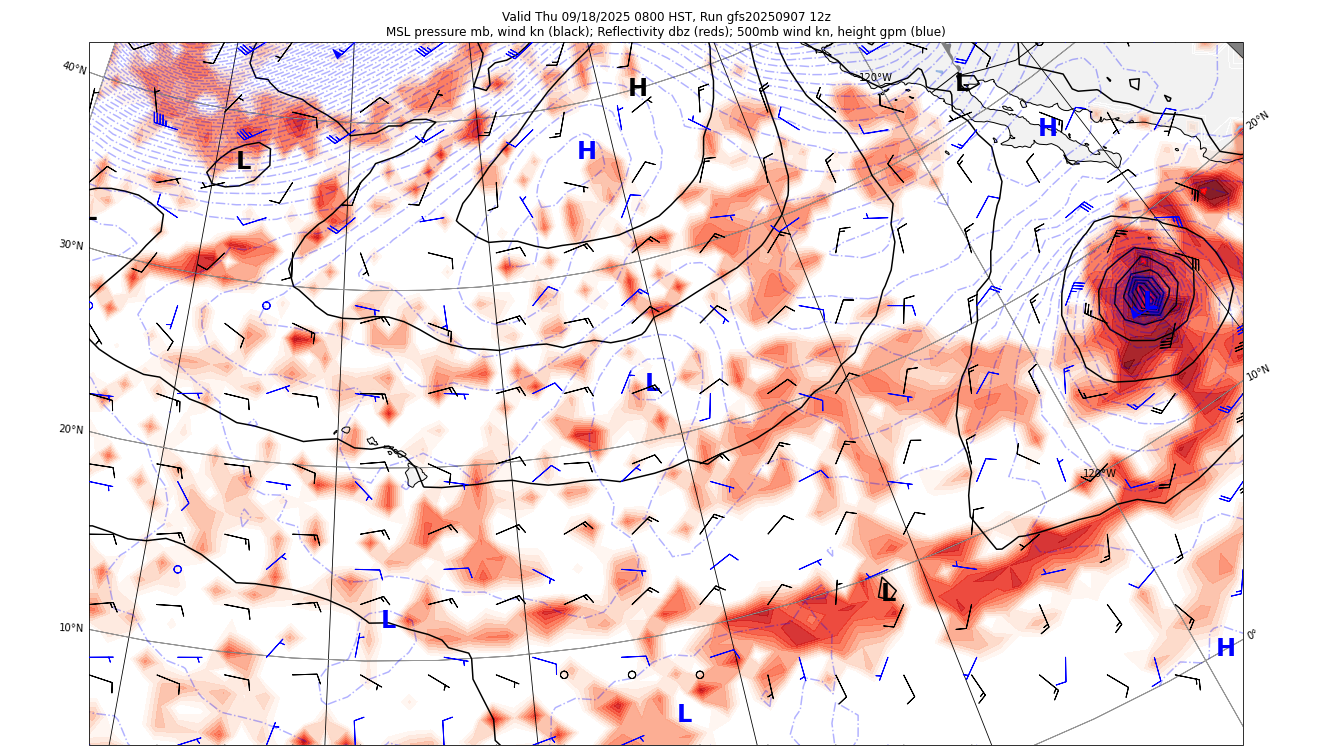 Valid Thu 09/18/2025 0800 HST, Run gfs20250907 12z
MSL pressure mb, wind kn (black); Reflectivity dbz (reds); 500mb wind kn, height gpm (blue)
40°N
H
120°W
L
20°N
H
H
L
30°N
L
10°N
L
20°N
120°W
L
L
10°N
0°
H
L